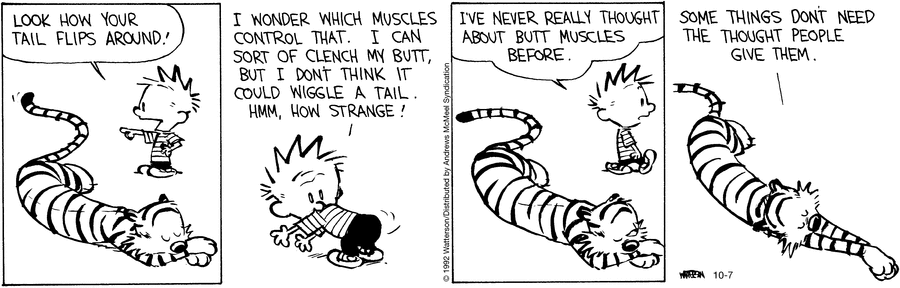 LOOK HOW YOUR
TAIL FLIPS AROUND!
I WONDER WHICH MUSCLES
CONTROL THAT. I CAN
SORT OF CLENCH MY BUTT,
BUT I DON'T THINK IT
COULD WIGGLE A TAIL.
HMM, HOW STRANGE!
© 1992 Watterson/Distributed by Andrews McMeel Syndication
I'VE NEVER REALLY THOUGHT
ABOUT BUTT MUSCLES
BEFORE.
SOME THINGS DON'T NEED
THE THOUGHT PEOPLE
GIVE THEM.
WATTERSON 10-7